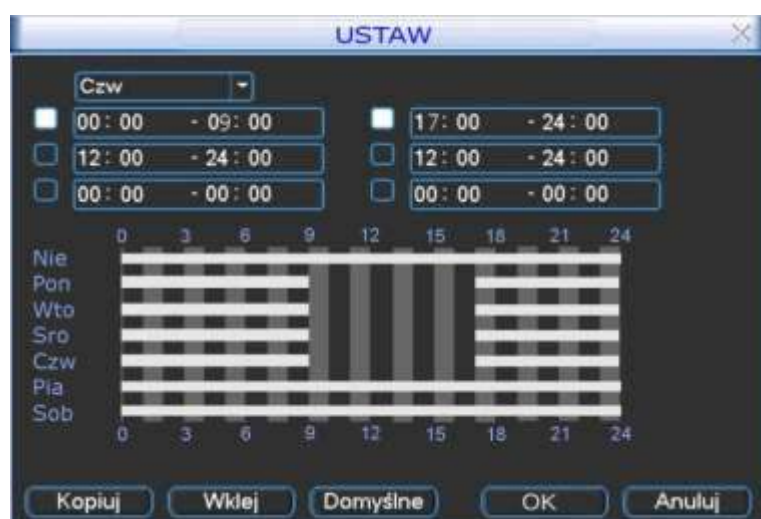 USTAW
Czw
00:00 - 09:00 17:00 - 24:00
12:00 - 24:00 12:00 - 24:00
00:00 - 00:00 00:00 - 00:00
0 3 6 9 12 15 18 21 24
Nie
Pon
Wto
Sro
Czw
Pia
Sob
0 3 6 9 12 15 18 21 24
Kopiuj Wklej Domyślne OK Anuluj